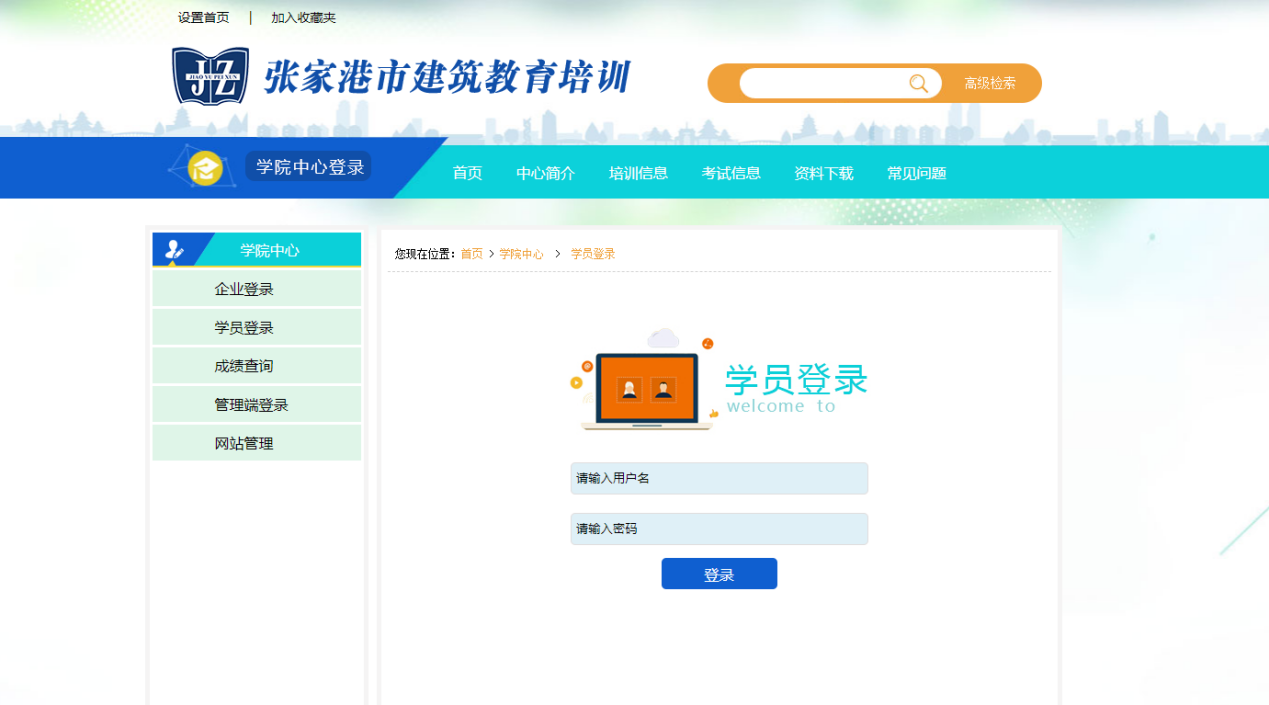 设置首页 | 加入收藏夹
JZ
JIAO YU PEI XUN
张家港市建筑教育培训
高级检索
学院中心登录
首页 中心简介 培训信息 考试信息 资料下载 常见问题
学院中心
企业登录
学员登录
成绩查询
管理端登录
网站管理
您现在位置：首页 > 学院中心 > 学员登录
学员登录
welcome to
请输入用户名
请输入密码
登录